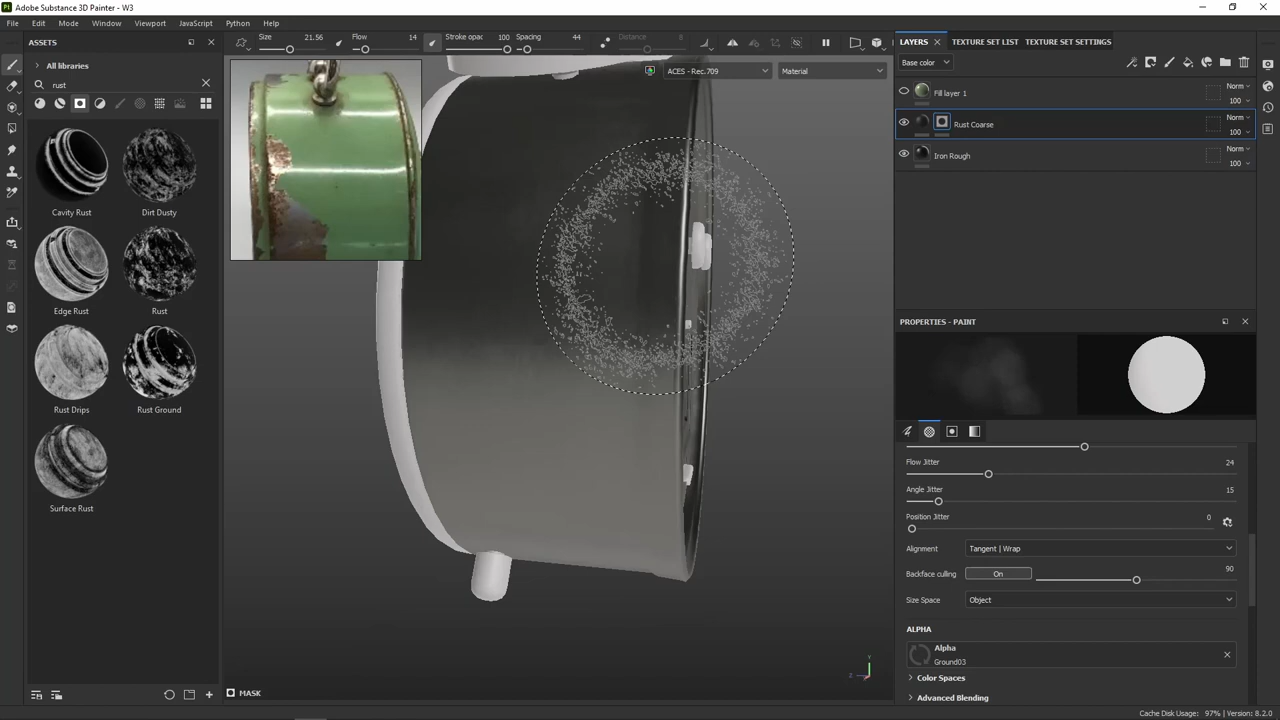 Adobe Substance 3D Painter - W3
File Edit Mode Window JavaScript Python Help
ASSETS
All libraries
rust
Cavity Rust
Dirt Dusty
Edge Rust
Rust
Rust Drips
Rust Ground
Surface Rust
Size 21.56 Flow 14 Stroke opacity 100 Spacing 44 Distance 8
ACES - Rec.709
Material
MASK
LAYERS TEXTURE SET LIST TEXTURE SET SETTINGS
Base color
Fill layer 1 Norm
100
Rust Coarse Norm
100
Iron Rough Norm
100
PROPERTIES - PAINT
Flow Jitter 24
Angle Jitter 15
Position Jitter 0
Alignment Tangent | Wrap
Backface culling On 90
Size Space Object
ALPHA
Alpha
Ground03
Color Spaces
Advanced Blending
Cache Disk Usage: 97% | Version: 8.2.0